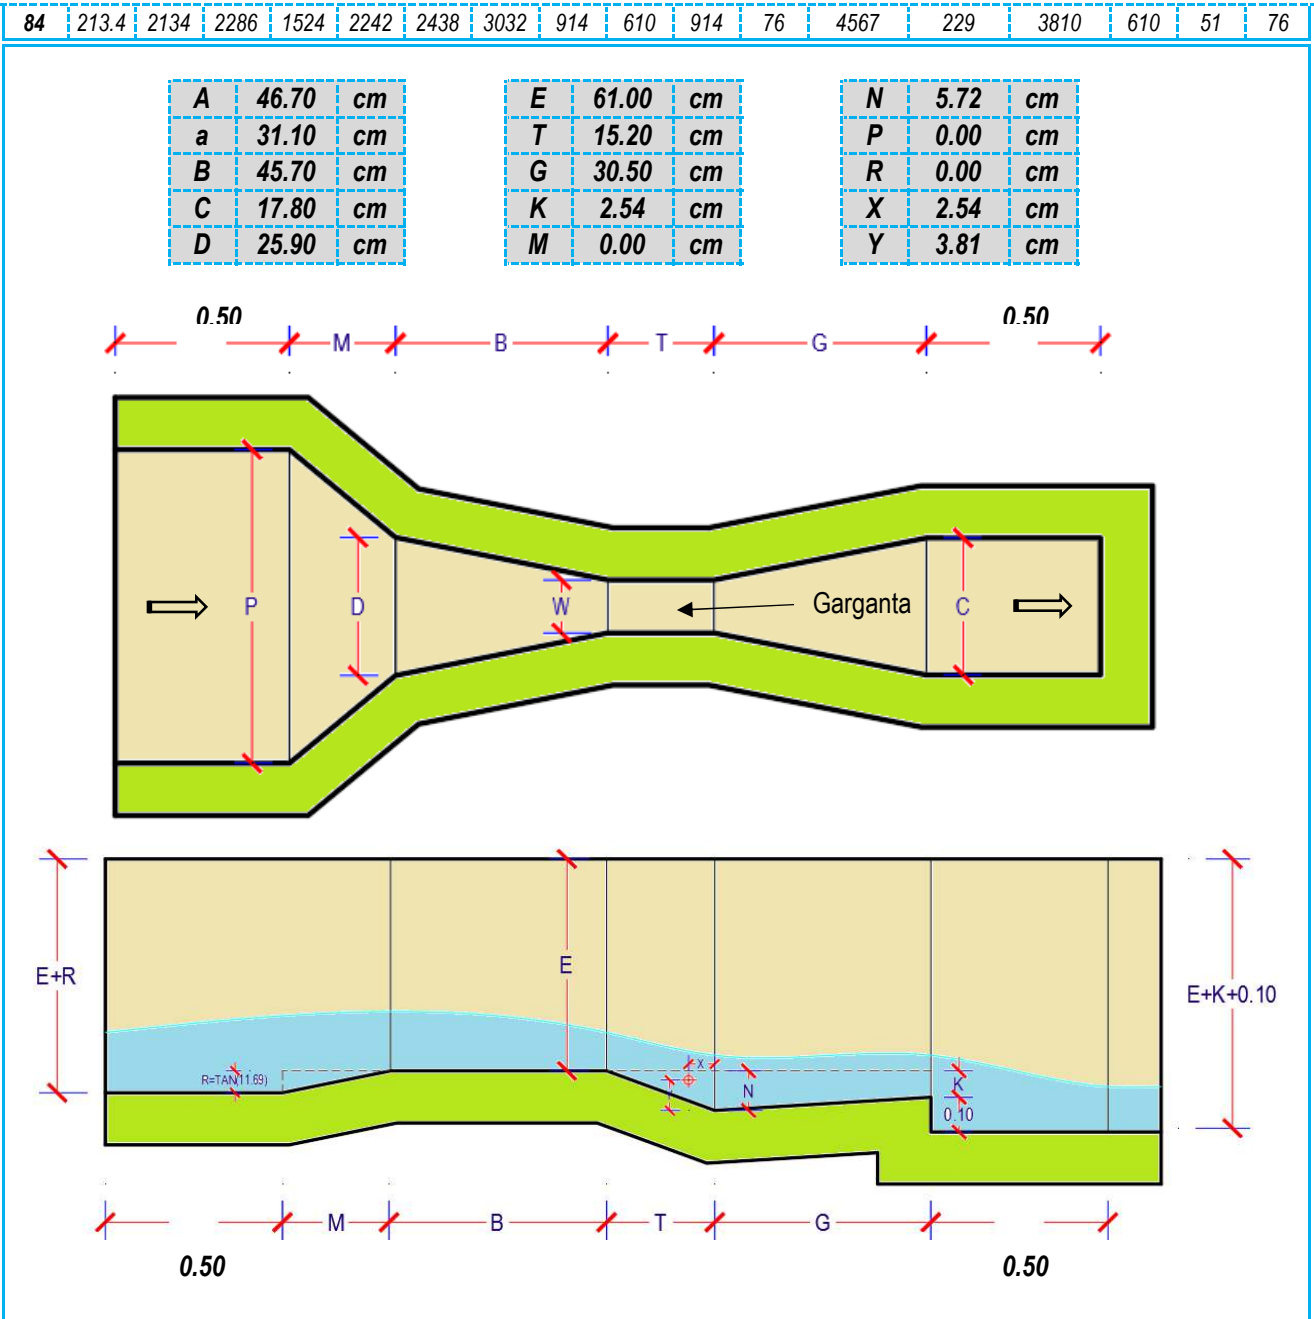 84 213.4 2134 2286 1524 2242 2438 3032 914 610 914 76 4567 229 3810 610 51 76
A 46.70 cm E 61.00 cm N 5.72 cm
a 31.10 cm T 15.20 cm P 0.00 cm
B 45.70 cm G 30.50 cm R 0.00 cm
C 17.80 cm K 2.54 cm X 2.54 cm
D 25.90 cm M 0.00 cm Y 3.81 cm
0.50 0.50
M B T G
P D W Garganta C
E+R E E+K+0.10
R=TAN(11.69) X N K
0.10
M B T G
0.50 0.50